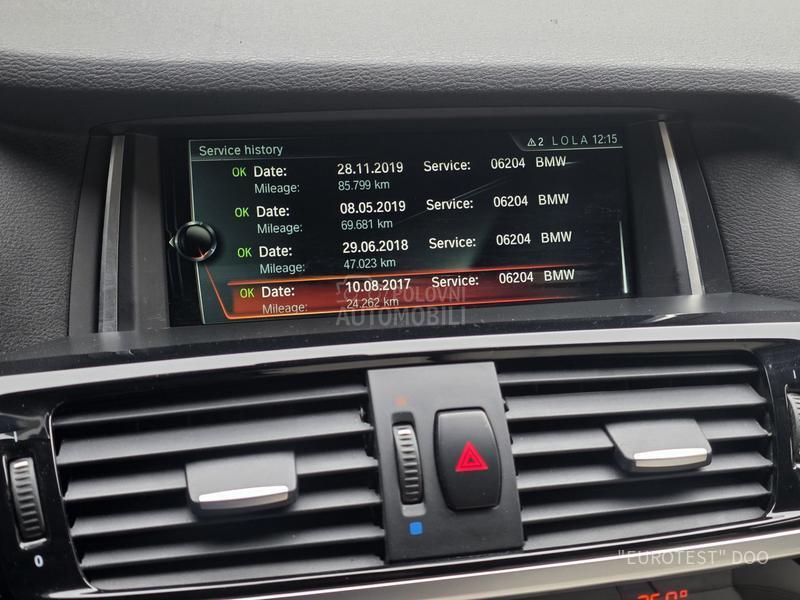 Service history
2 LOLA 12:15
OK Date: 28.11.2019 Service: 06204 BMW
Mileage: 85.799 km
OK Date: 08.05.2019 Service: 06204 BMW
Mileage: 69.681 km
OK Date: 29.06.2018 Service: 06204 BMW
Mileage: 47.023 km
OK Date: 10.08.2017 Service: 06204 BMW
Mileage: 24.262 km
POLOVNI
AUTOMOBILI
0
"EUROTEST" DOO